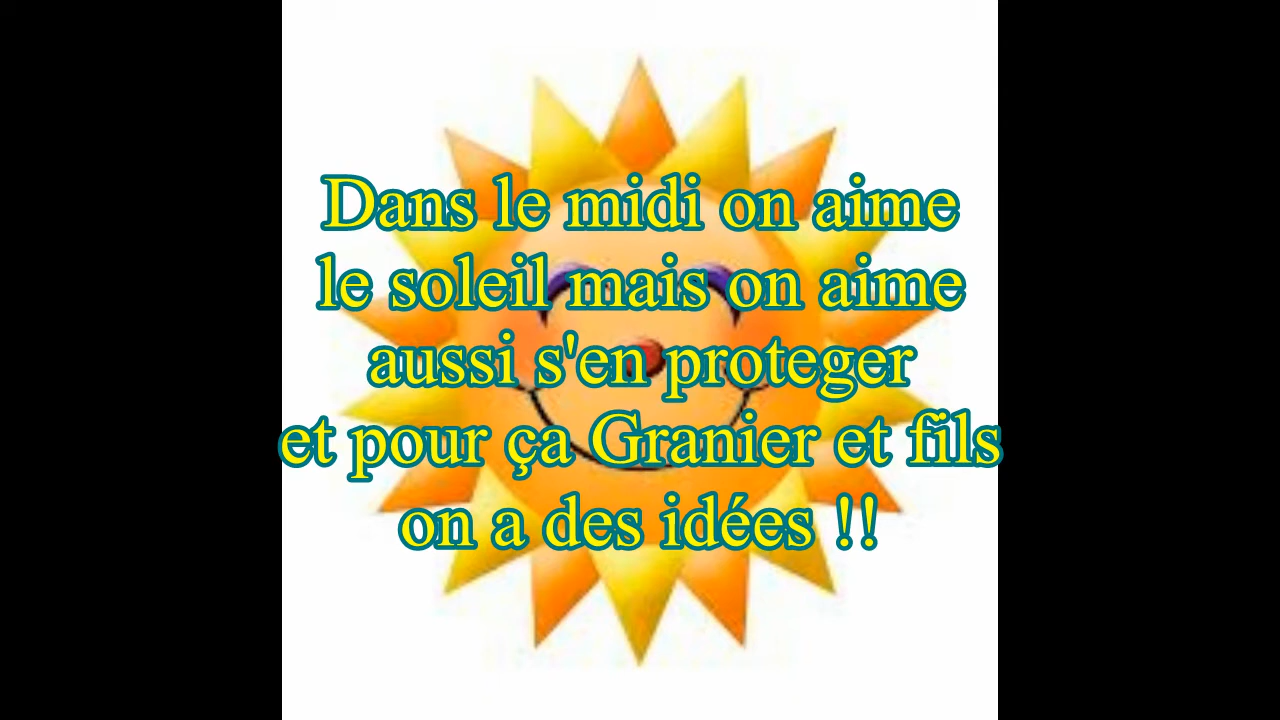 Dans le midi on aime
le soleil mais on aime
aussi s'en proteger
et pour ça Granier et fils
on a des idées !!